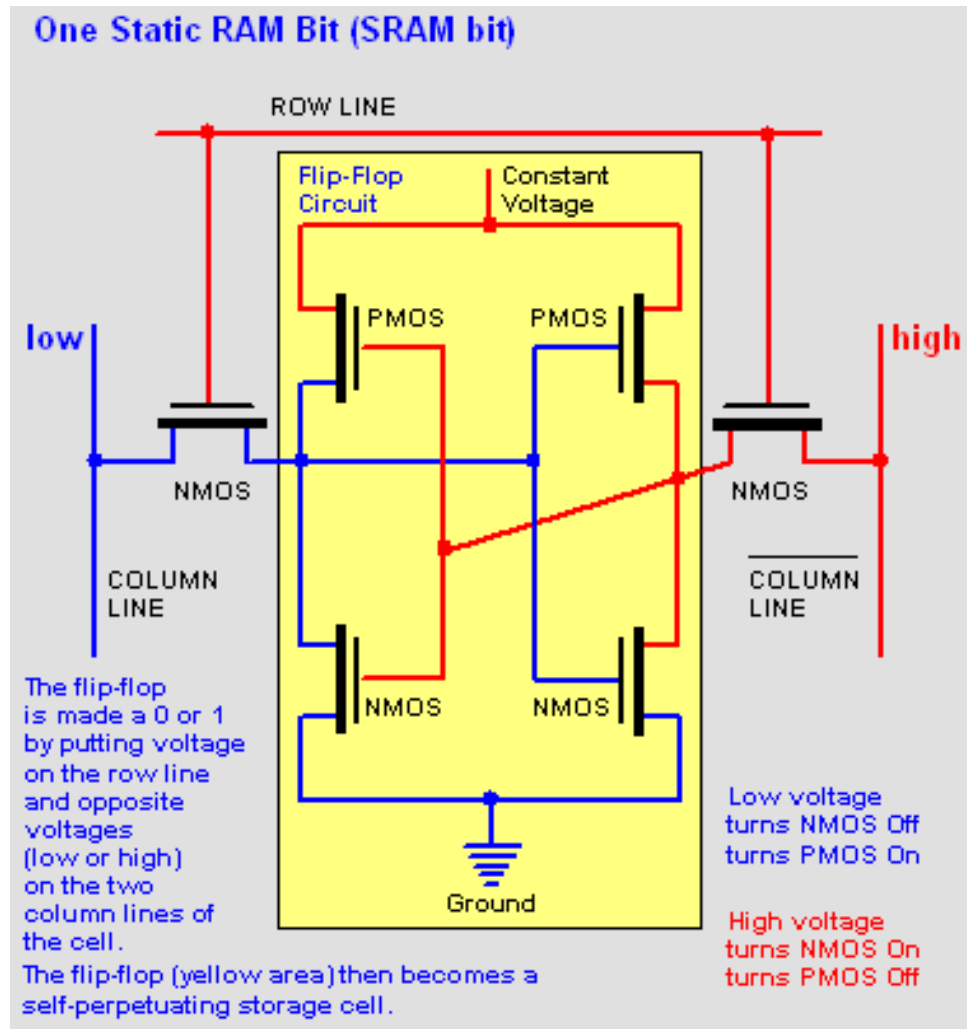 One Static RAM Bit (SRAM bit)
ROW LINE
Flip-Flop
Circuit
Constant
Voltage
PMOS
PMOS
low
high
NMOS
NMOS
COLUMN
LINE
COLUMN
LINE
NMOS
NMOS
The flip-flop
is made a 0 or 1
by putting voltage
on the row line
and opposite
voltages
(low or high)
on the two
column lines of
the cell.
The flip-flop (yellow area) then becomes a
self-perpetuating storage cell.
Ground
Low voltage
turns NMOS Off
turns PMOS On
High voltage
turns NMOS On
turns PMOS Off